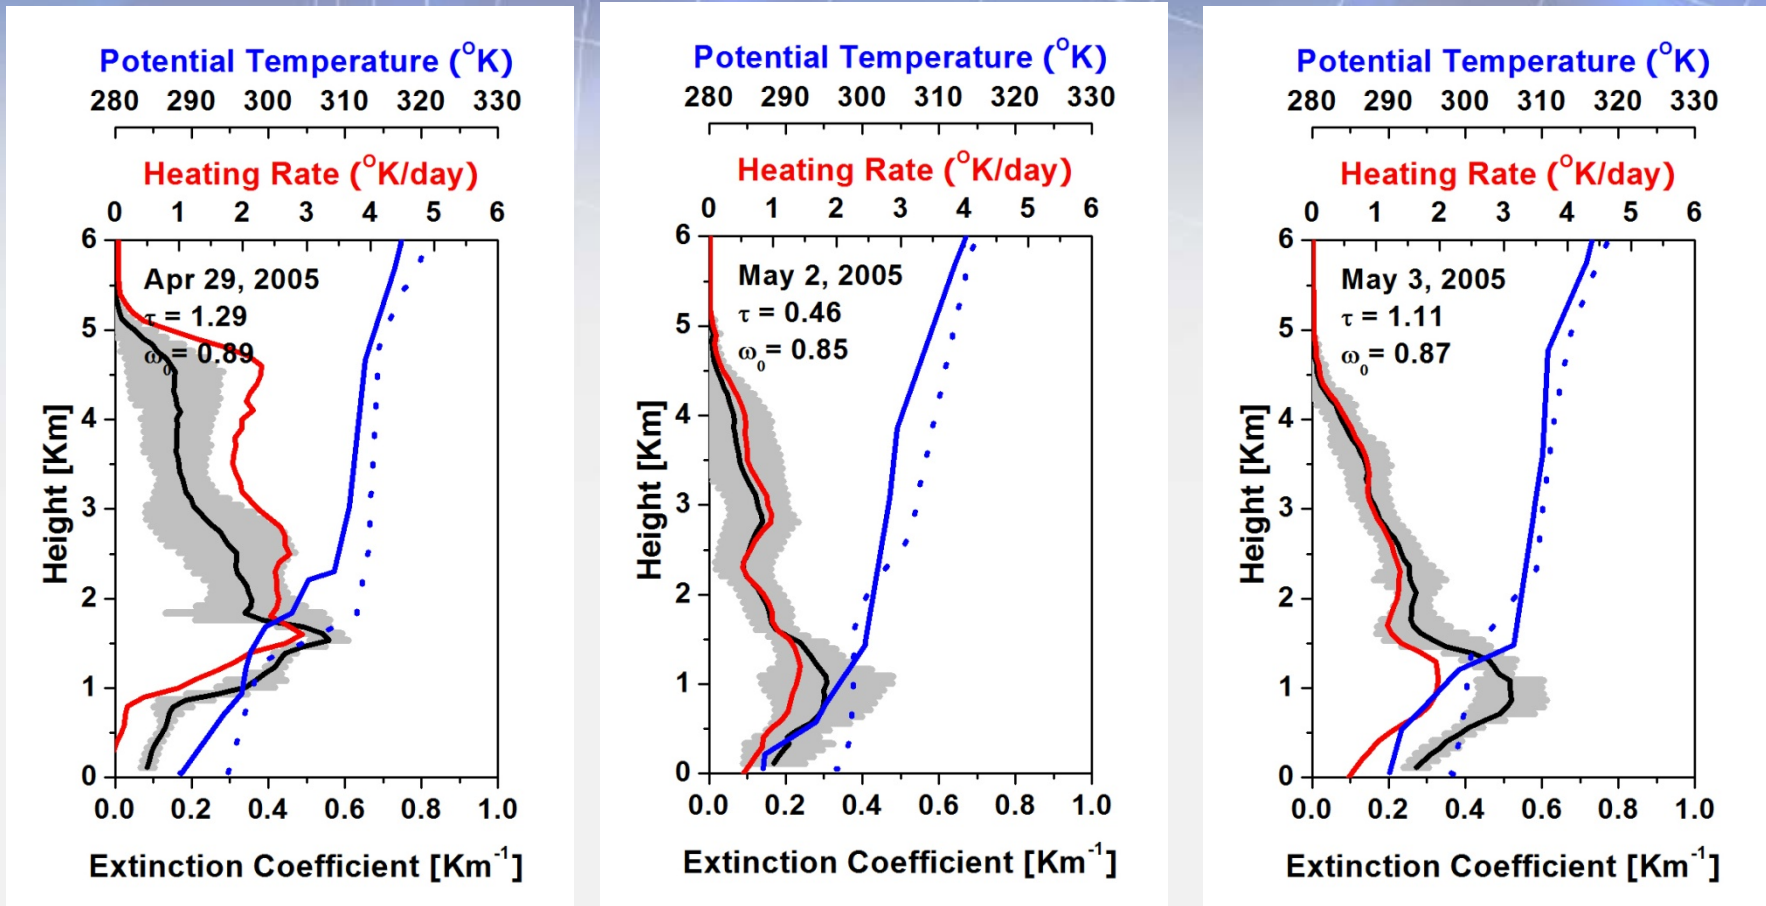 Potential Temperature (°K)
280 290 300 310 320 330
Heating Rate (°K/day)
0 1 2 3 4 5 6
Apr 29, 2005
τ = 1.29
ω₀ = 0.89
6
5
4
3
2
1
0
Height [Km]
0.0 0.2 0.4 0.6 0.8 1.0
Extinction Coefficient [Km⁻¹]
Potential Temperature (°K)
280 290 300 310 320 330
Heating Rate (°K/day)
0 1 2 3 4 5 6
May 2, 2005
τ = 0.46
ω₀ = 0.85
6
5
4
3
2
1
0
Height [Km]
0.0 0.2 0.4 0.6 0.8 1.0
Extinction Coefficient [Km⁻¹]
Potential Temperature (°K)
280 290 300 310 320 330
Heating Rate (°K/day)
0 1 2 3 4 5 6
May 3, 2005
τ = 1.11
ω₀ = 0.87
6
5
4
3
2
1
0
Height [Km]
0.0 0.2 0.4 0.6 0.8 1.0
Extinction Coefficient [Km⁻¹]